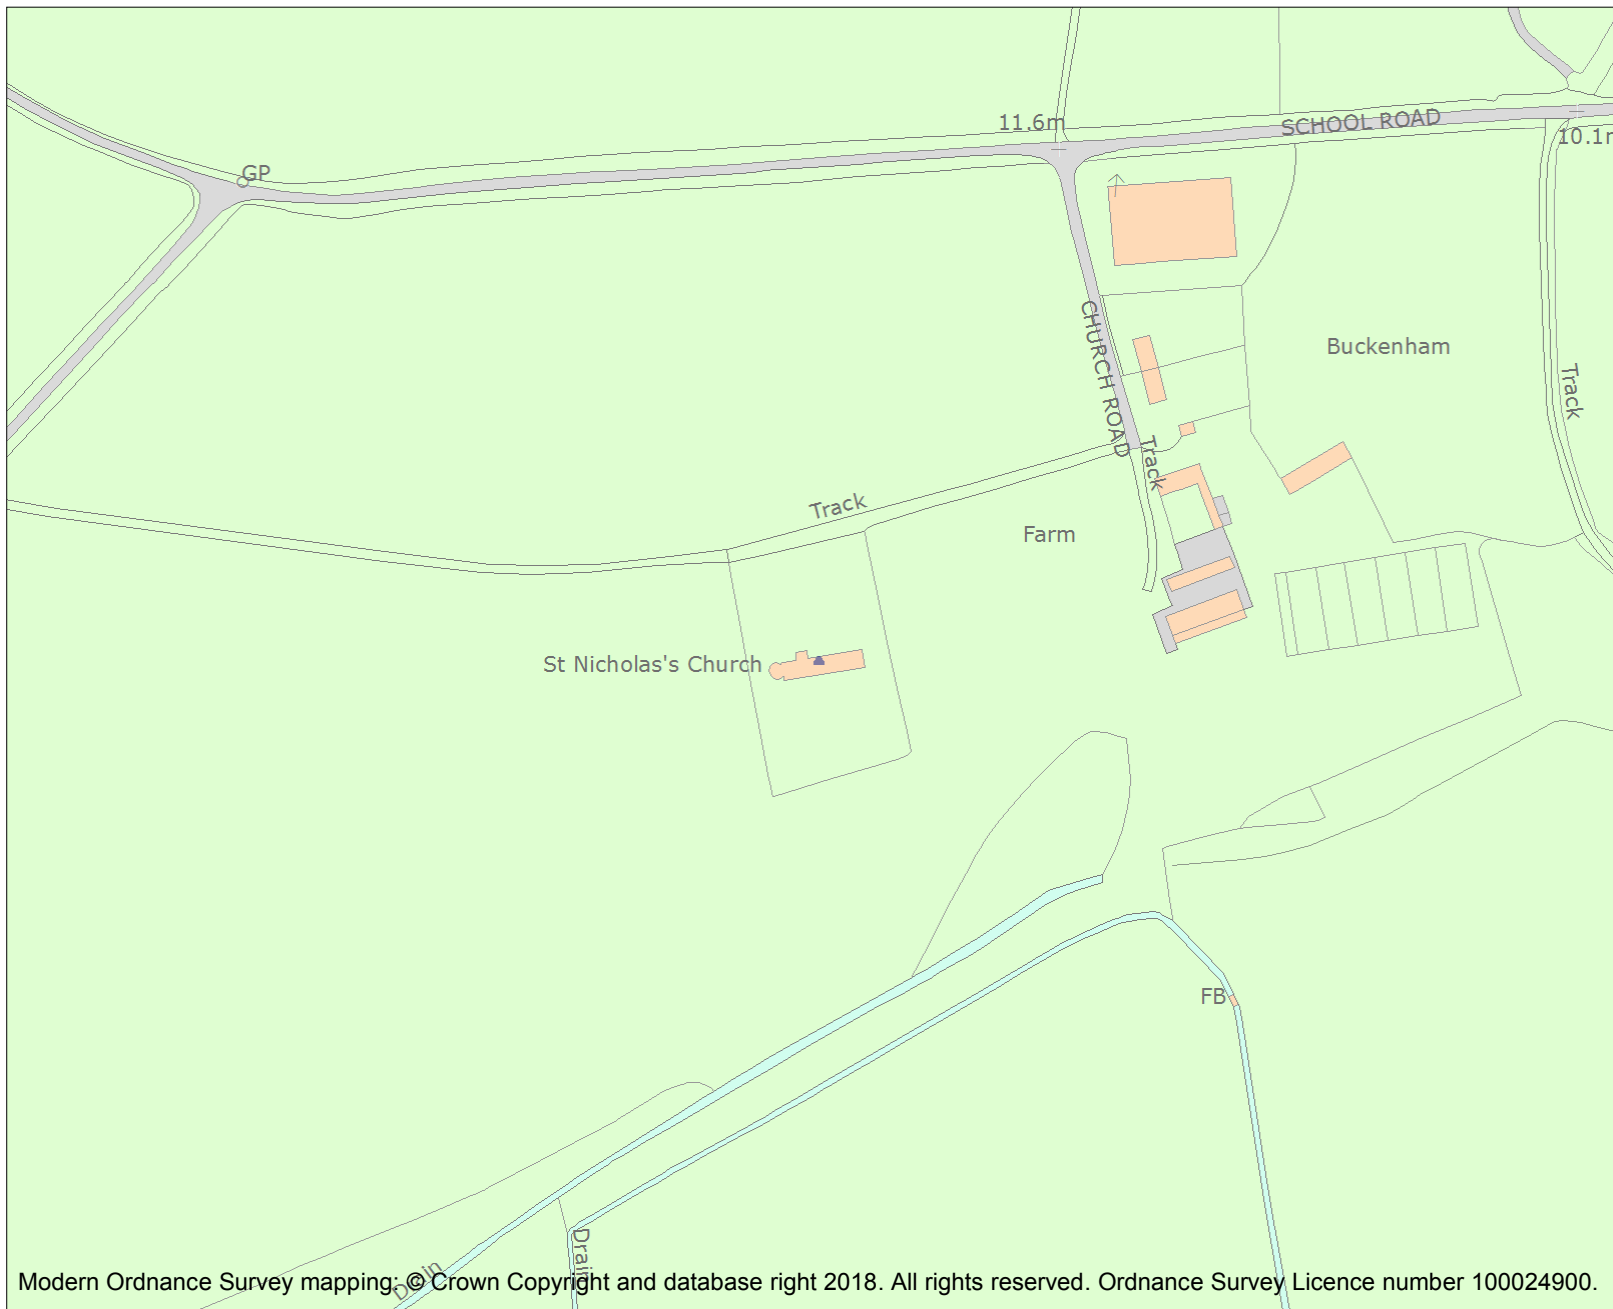 11.6m
SCHOOL ROAD
10.1
GP
CHURCH ROAD
Buckenham
Track
Track
Track
Farm
St Nicholas's Church
FB
Drain
Drain
Modern Ordnance Survey mapping: © Crown Copyright and database right 2018. All rights reserved. Ordnance Survey Licence number 100024900.